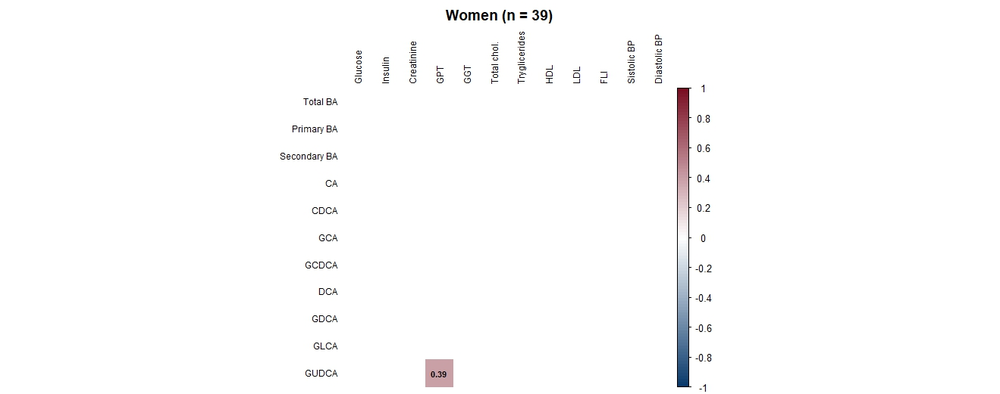 Women (n = 39)
Glucose
Insulin
Creatinine
GPT
GGT
Total chol.
Tryglicerides
HDL
LDL
FLI
Sistolic BP
Diastolic BP
Total BA
Primary BA
Secondary BA
CA
CDCA
GCA
GCDCA
DCA
GDCA
GLCA
GUDCA
0.39
1
0.8
0.6
0.4
0.2
0
-0.2
-0.4
-0.6
-0.8
-1